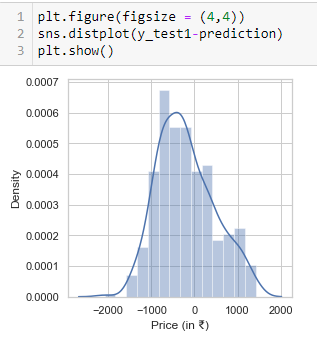 1 plt.figure(figsize = (4,4))
2 sns.distplot(y_test1-prediction)
3 plt.show()
0.0007
0.0006
0.0005
0.0004
0.0003
0.0002
0.0001
0.0000
Density
−2000 −1000 0 1000 2000
Price (in ₹)